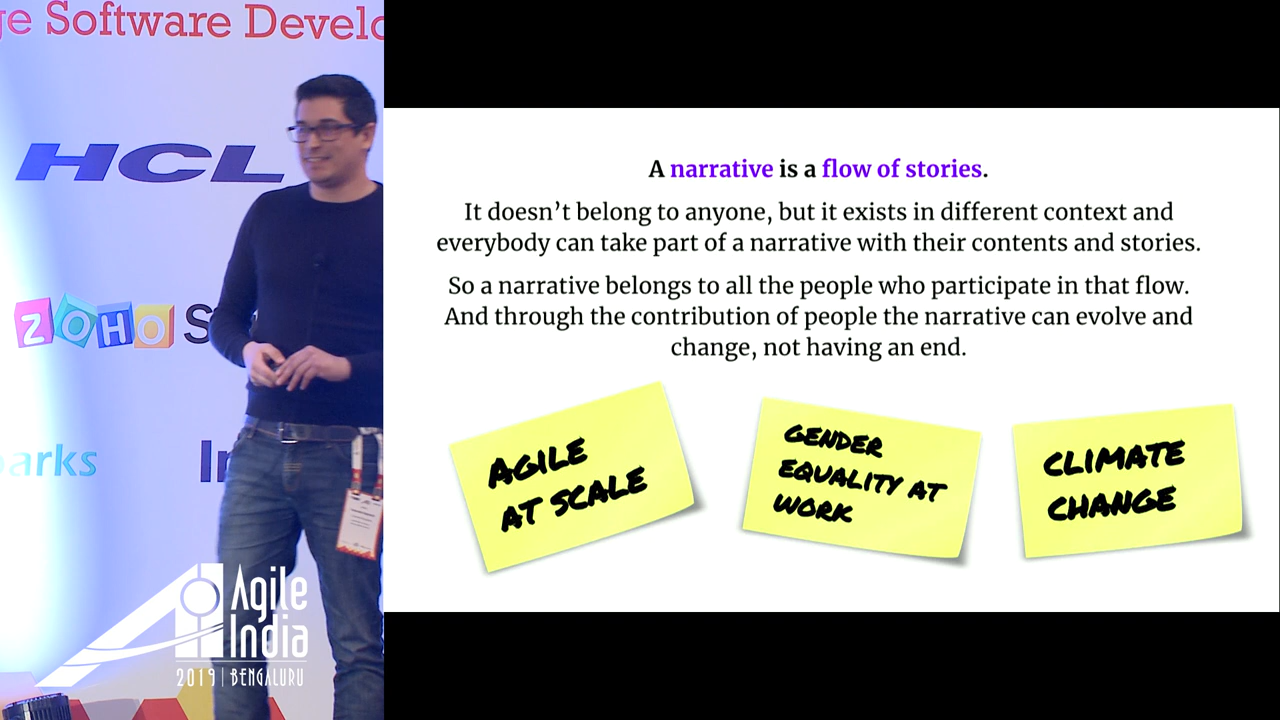 ge Software Develo
HCL
ZOHO S
arks
In
Agile
India
2019 | BENGALURU
A narrative is a flow of stories.
It doesn’t belong to anyone, but it exists in different context and
everybody can take part of a narrative with their contents and stories.
So a narrative belongs to all the people who participate in that flow.
And through the contribution of people the narrative can evolve and
change, not having an end.
AGILE
AT SCALE
GENDER
EQUALITY AT
WORK
CLIMATE
CHANGE